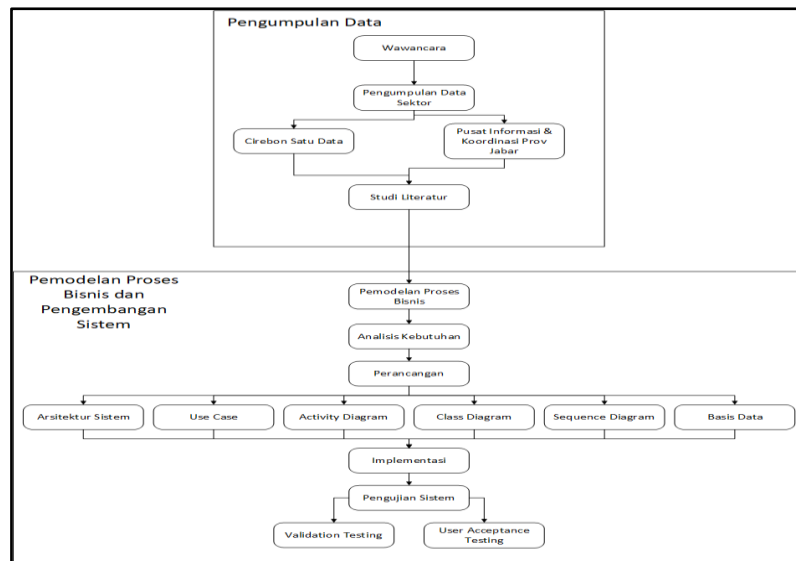 Pengumpulan Data
Wawancara
Pengumpulan Data
Sektor
Cirebon Satu Data
Pusat Informasi &
Koordinasi Prov
Jabar
Studi Literatur
Pemodelan Proses
Bisnis dan
Pengembangan
Sistem
Pemodelan Proses
Bisnis
Analisis Kebutuhan
Perancangan
Arsitektur Sistem
Use Case
Activity Diagram
Class Diagram
Sequence Diagram
Basis Data
Implementasi
Pengujian Sistem
Validation Testing
User Acceptance
Testing